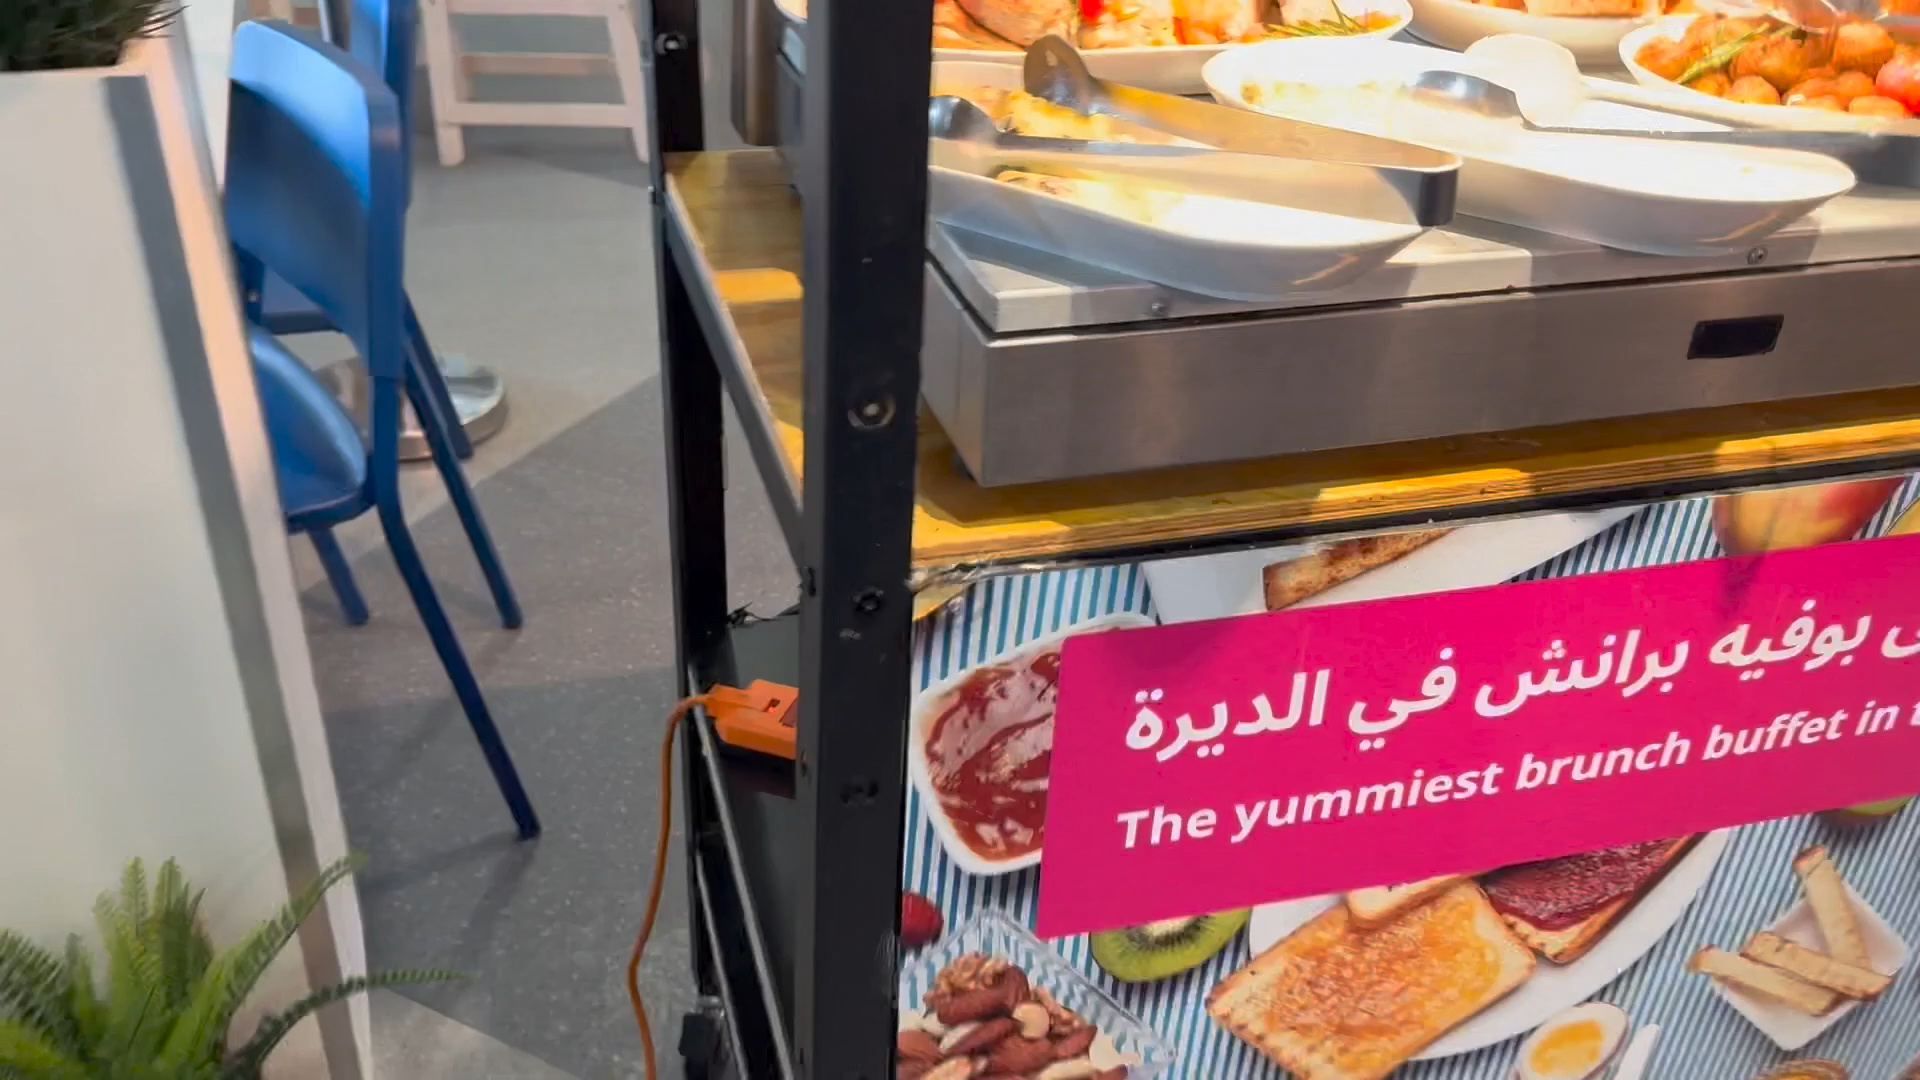 بوفيه برانش في الديرة
The yummiest brunch buffet in